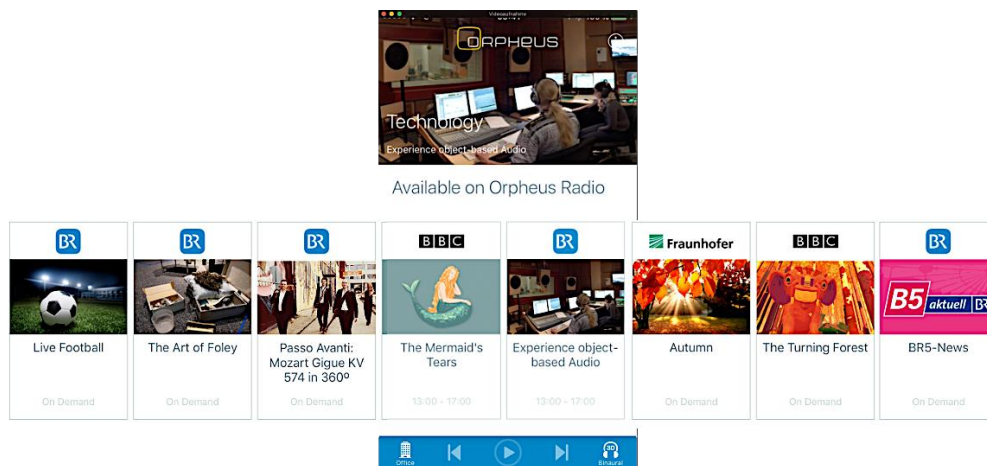 Videoaufnahme
ORPHEUS
Technology
Experience object-based Audio
Available on Orpheus Radio
BR
BR
BR
BBC
BR
Fraunhofer
BBC
BR
B5 aktuell BR
Live Football
The Art of Foley
Passo Avanti:
Mozart Gigue KV
574 in 360º
The Mermaid's
Tears
Experience object-
based Audio
Autumn
The Turning Forest
BR5-News
On Demand
On Demand
On Demand
13:00 - 17:00
13:00 - 17:00
On Demand
On Demand
On Demand
3D
Office
Binaural